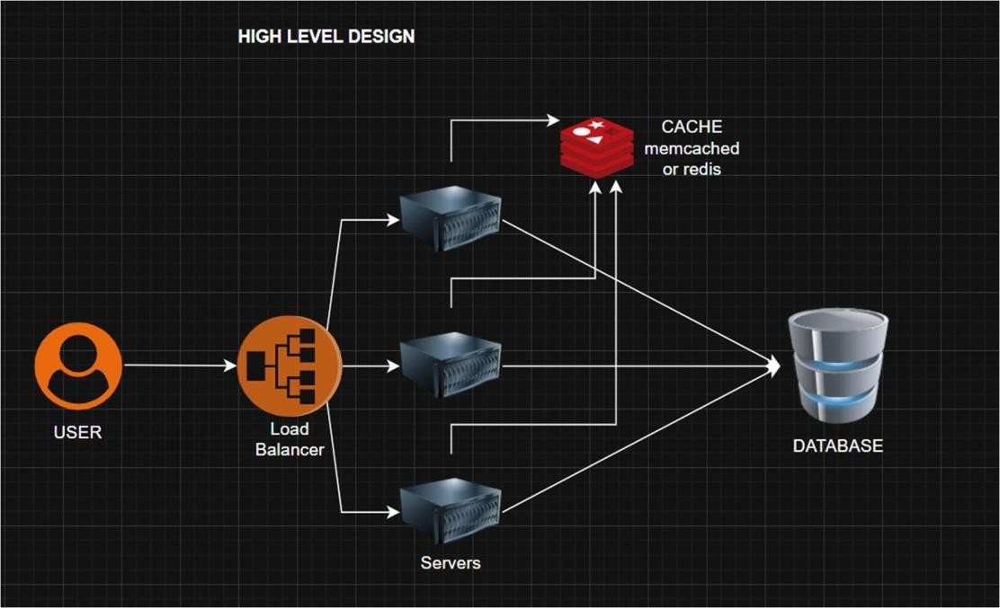 HIGH LEVEL DESIGN
CACHE
memcached
or redis
USER
Load
Balancer
DATABASE
Servers